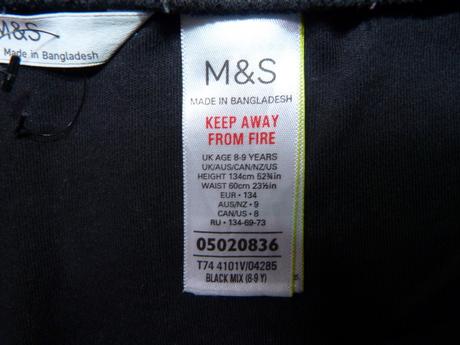 M&S
Made in Bangladesh
M&S
MADE IN BANGLADESH
KEEP AWAY
FROM FIRE
UK AGE 8-9 YEARS
UK/AUS/CAN/NZ/US
HEIGHT 134cm 52¾in
WAIST 60cm 23½in
EUR • 134
AUS/NZ • 9
CAN/US • 8
RU • 134-69-73
05020836
T74 4101V/04285
BLACK MIX (8-9 Y)